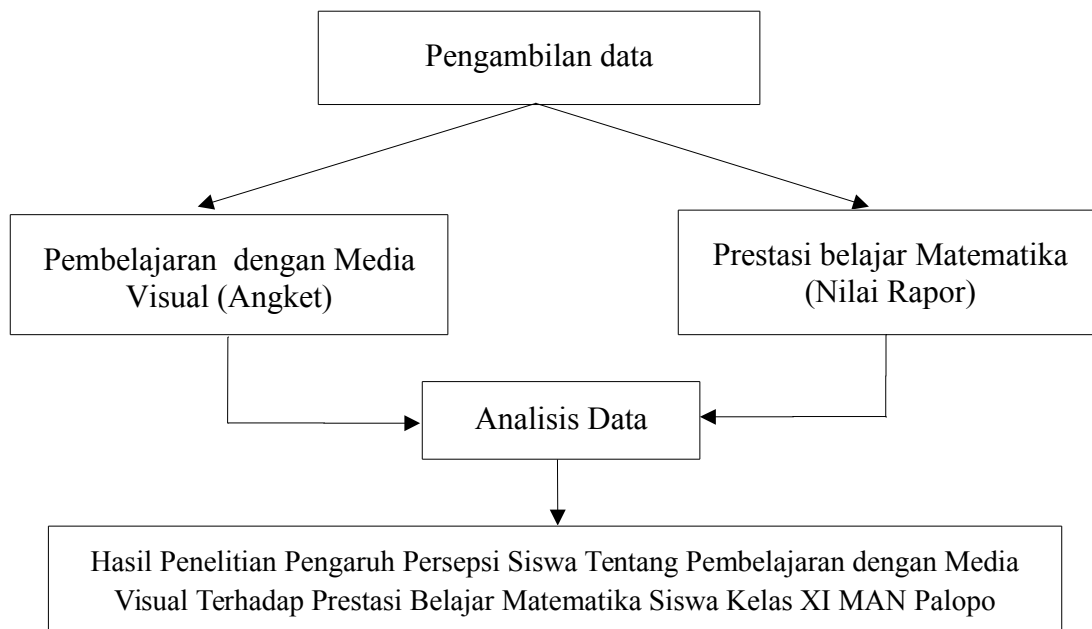 Pengambilan data
Pembelajaran dengan Media
Visual (Angket)
Prestasi belajar Matematika
(Nilai Rapor)
Analisis Data
Hasil Penelitian Pengaruh Persepsi Siswa Tentang Pembelajaran dengan Media
Visual Terhadap Prestasi Belajar Matematika Siswa Kelas XI MAN Palopo